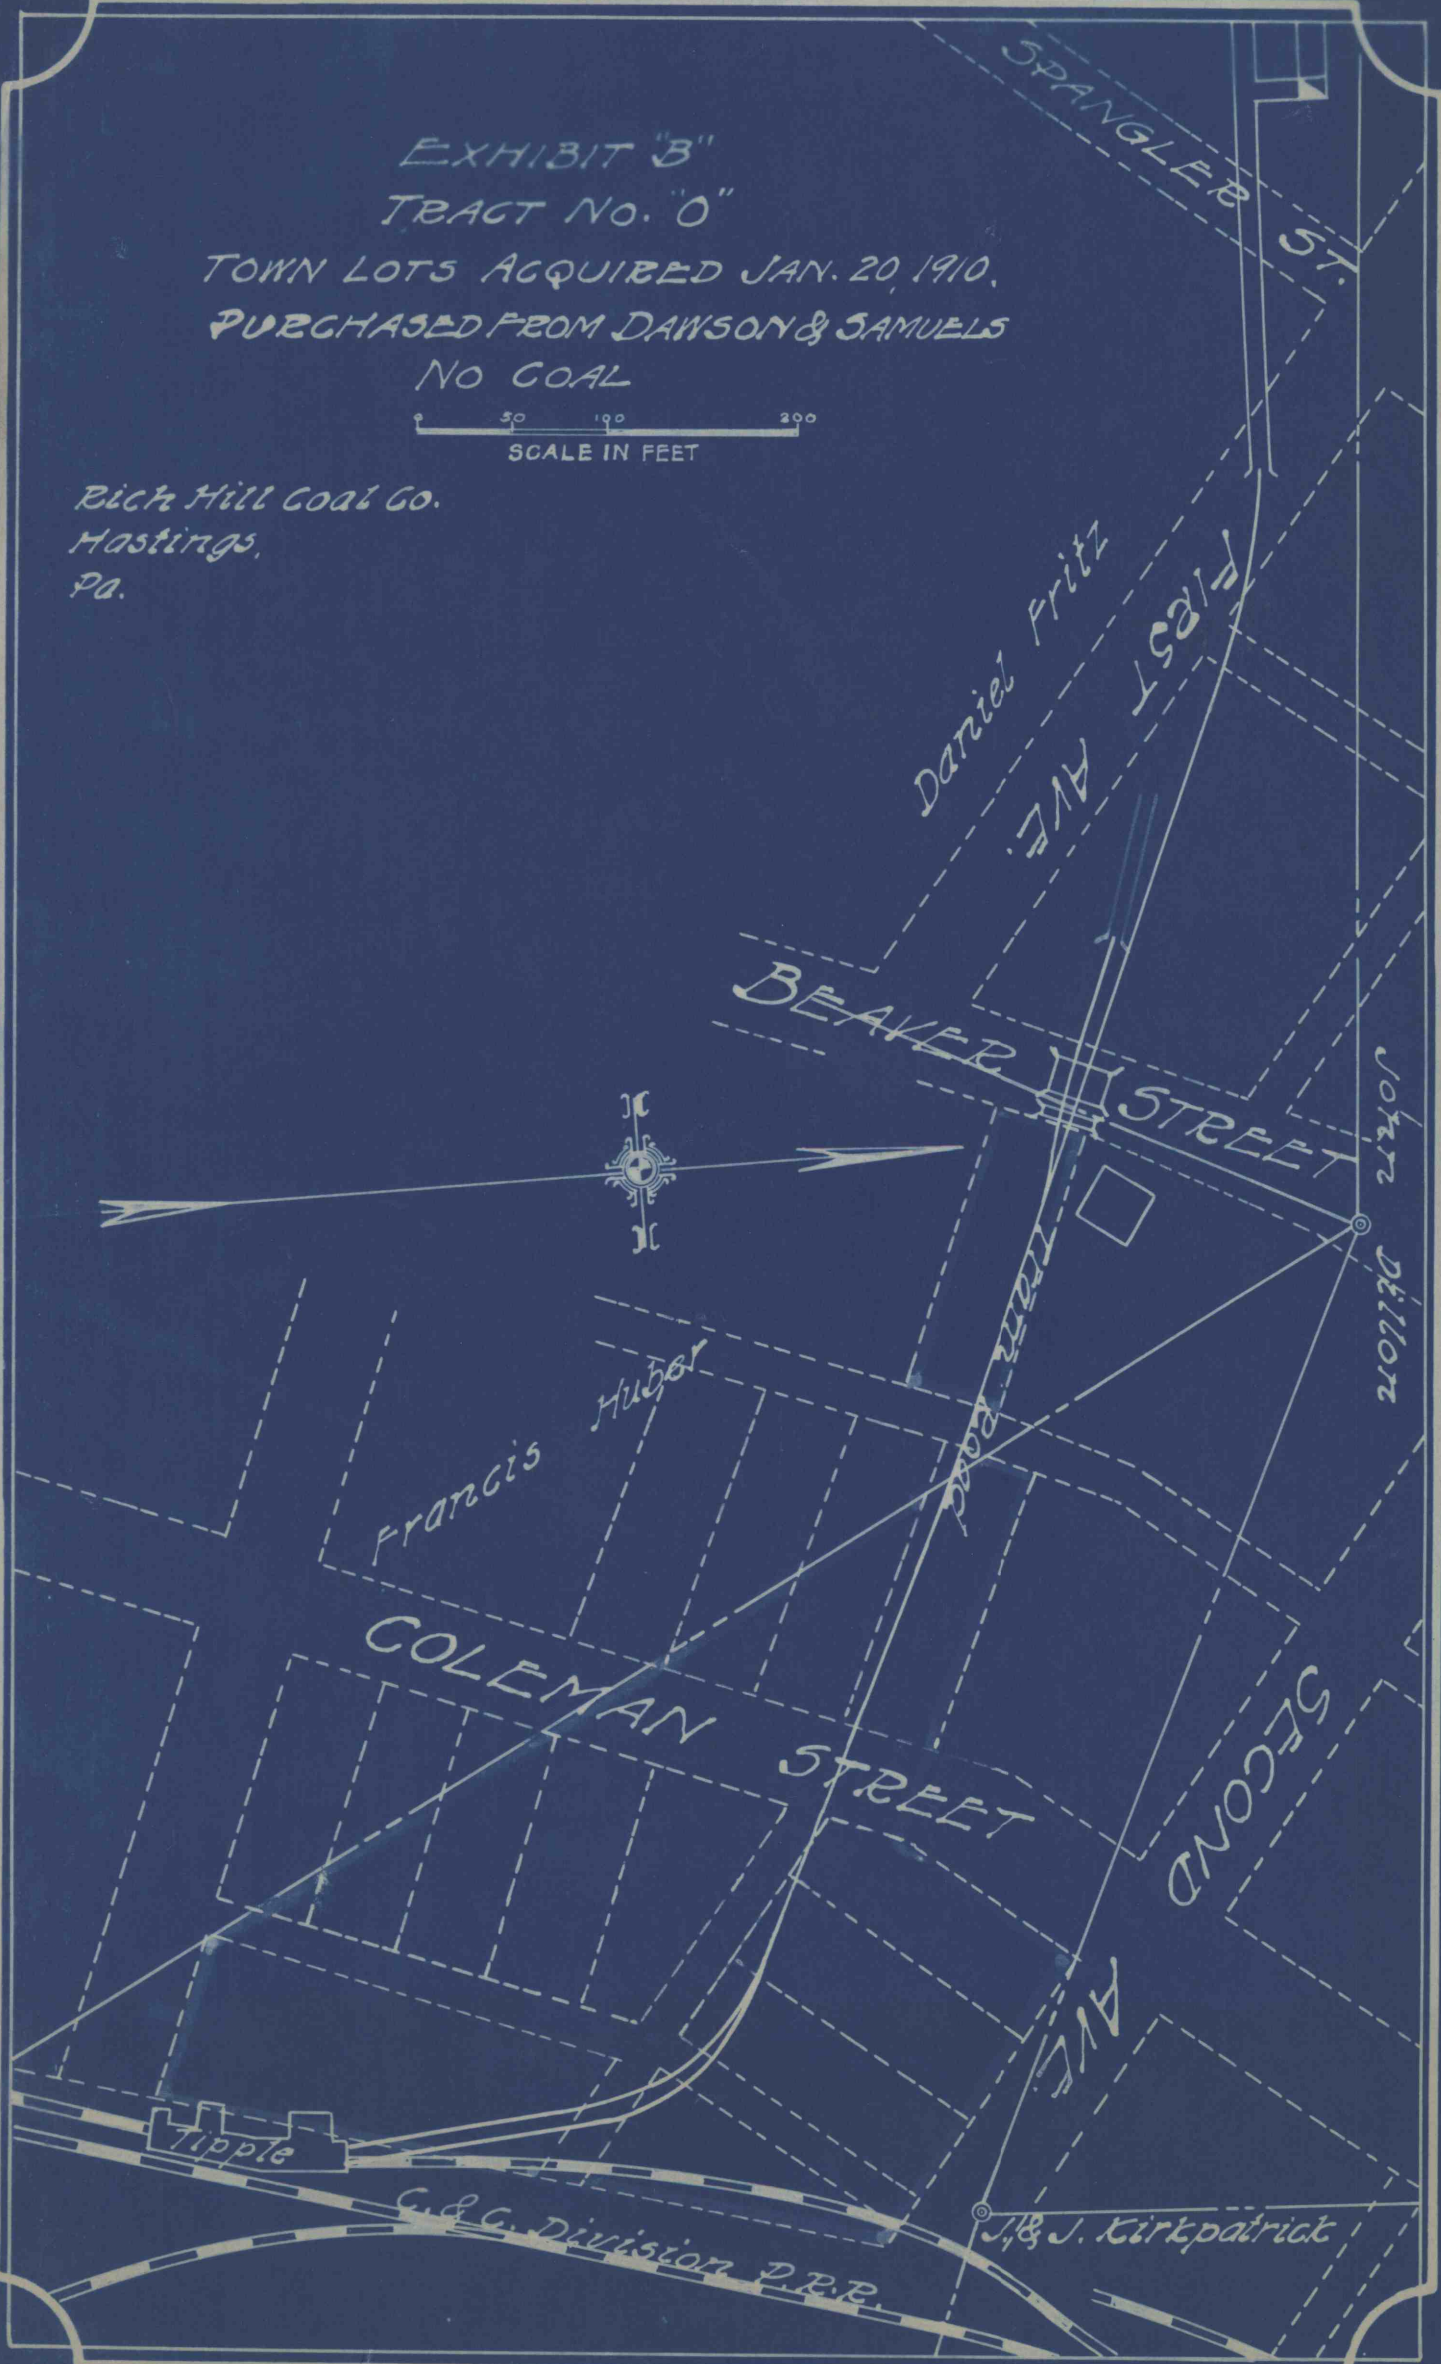 EXHIBIT "B"
TRACT NO. "O"
TOWN LOTS ACQUIRED JAN. 20, 1910.
PURCHASED FROM DAWSON & SAMUELS
NO COAL
0 50 100 200
SCALE IN FEET
Rich Hill Coal Co.
Hastings,
Pa.
SPANGLER ST.
Daniel Fritz
FIRST AVE.
BEAVER STREET
John Dillon
Tram Road
Francis Huber
COLEMAN STREET
SECOND AVE.
Tipple
C. & C. Division P.R.R.
J. & J. Kirkpatrick